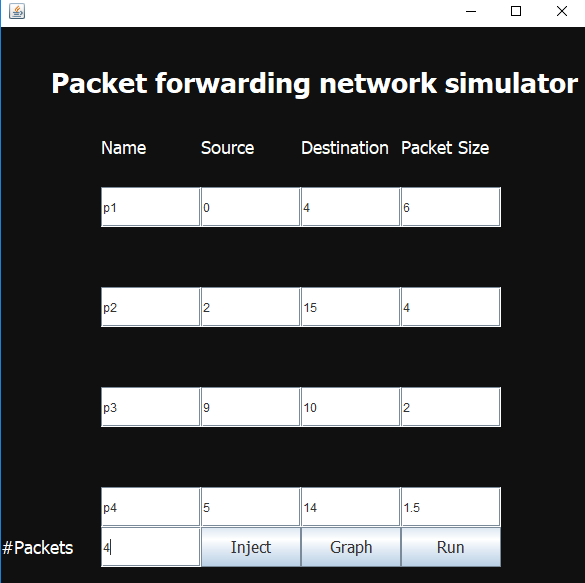 Packet forwarding network simulator
Name Source Destination Packet Size
p1 0 4 6
p2 2 15 4
p3 9 10 2
p4 5 14 1.5
#Packets 4 Inject Graph Run